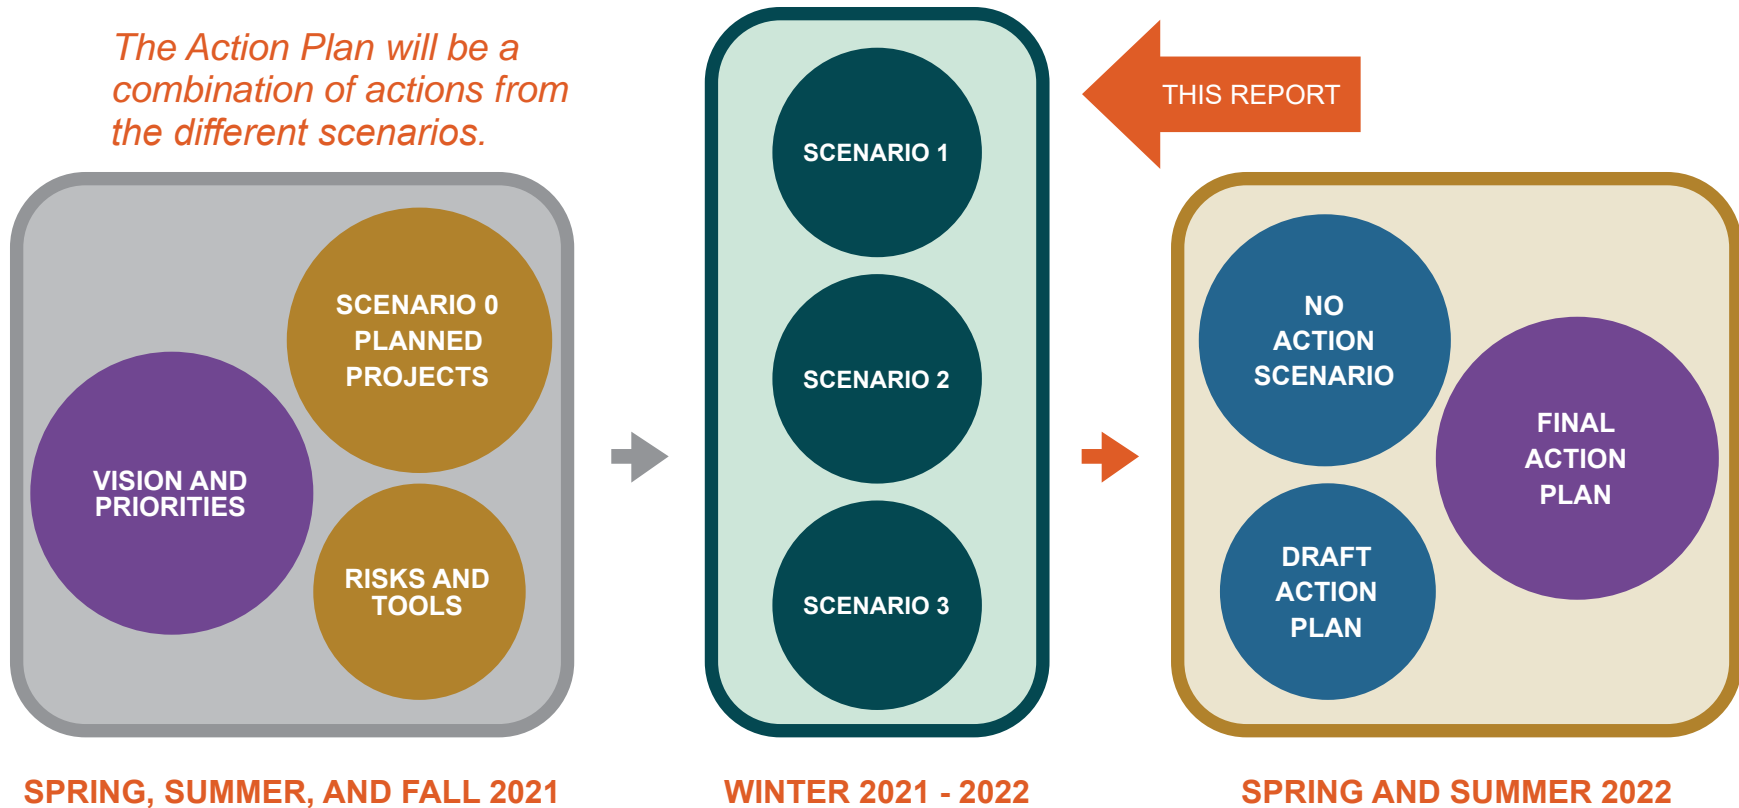 The Action Plan will be a
combination of actions from
the different scenarios.
SCENARIO 0
PLANNED
PROJECTS
VISION AND
PRIORITIES
RISKS AND
TOOLS
SPRING, SUMMER, AND FALL 2021
SCENARIO 1
SCENARIO 2
SCENARIO 3
WINTER 2021 - 2022
THIS REPORT
NO
ACTION
SCENARIO
FINAL
ACTION
PLAN
DRAFT
ACTION
PLAN
SPRING AND SUMMER 2022